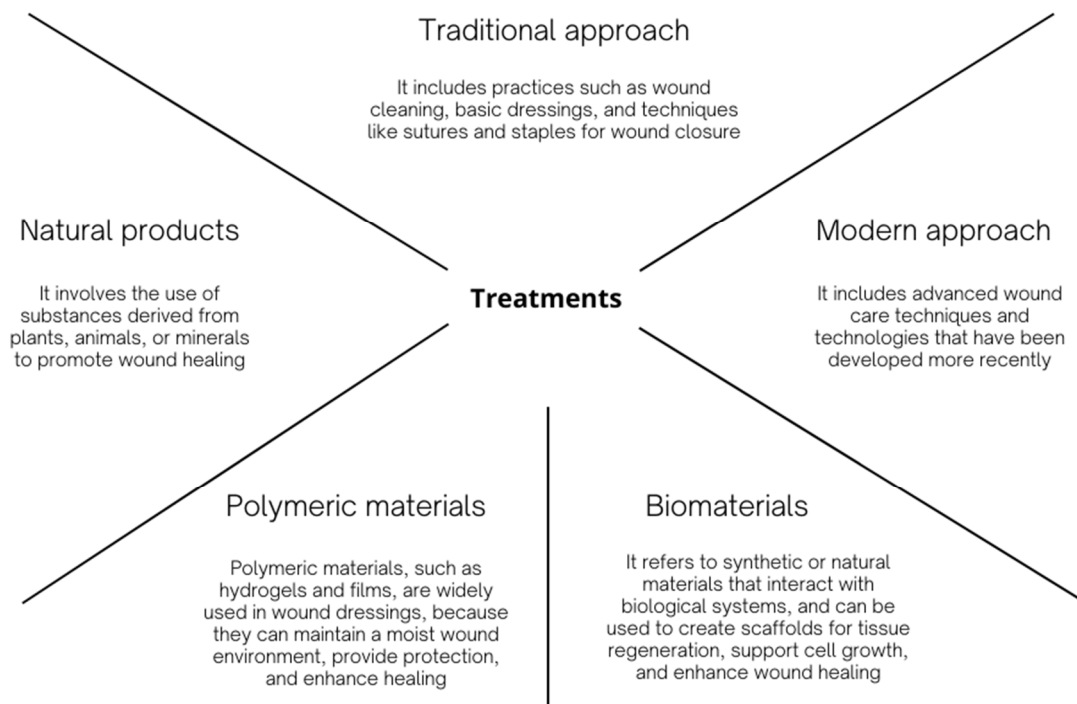 Traditional approach
It includes practices such as wound
cleaning, basic dressings, and techniques
like sutures and staples for wound closure
Natural products
It involves the use of
substances derived from
plants, animals, or minerals
to promote wound healing
Modern approach
It includes advanced wound
care techniques and
technologies that have been
developed more recently
Treatments
Polymeric materials
Polymeric materials, such as
hydrogels and films, are widely
used in wound dressings, because
they can maintain a moist wound
environment, provide protection,
and enhance healing
Biomaterials
It refers to synthetic or natural
materials that interact with
biological systems, and can be
used to create scaffolds for tissue
regeneration, support cell growth,
and enhance wound healing